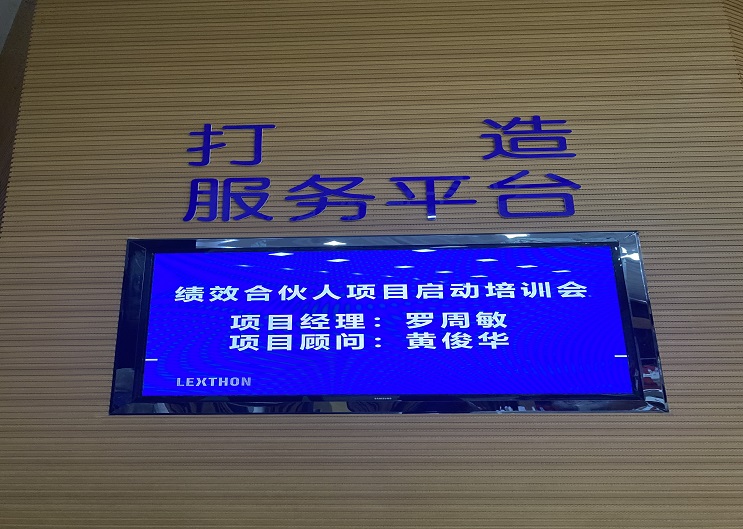 打造
服务平台
绩效合伙人项目启动培训会
项目经理：罗周敏
项目顾问：黄俊华
LEXTHON
SAMSUNG